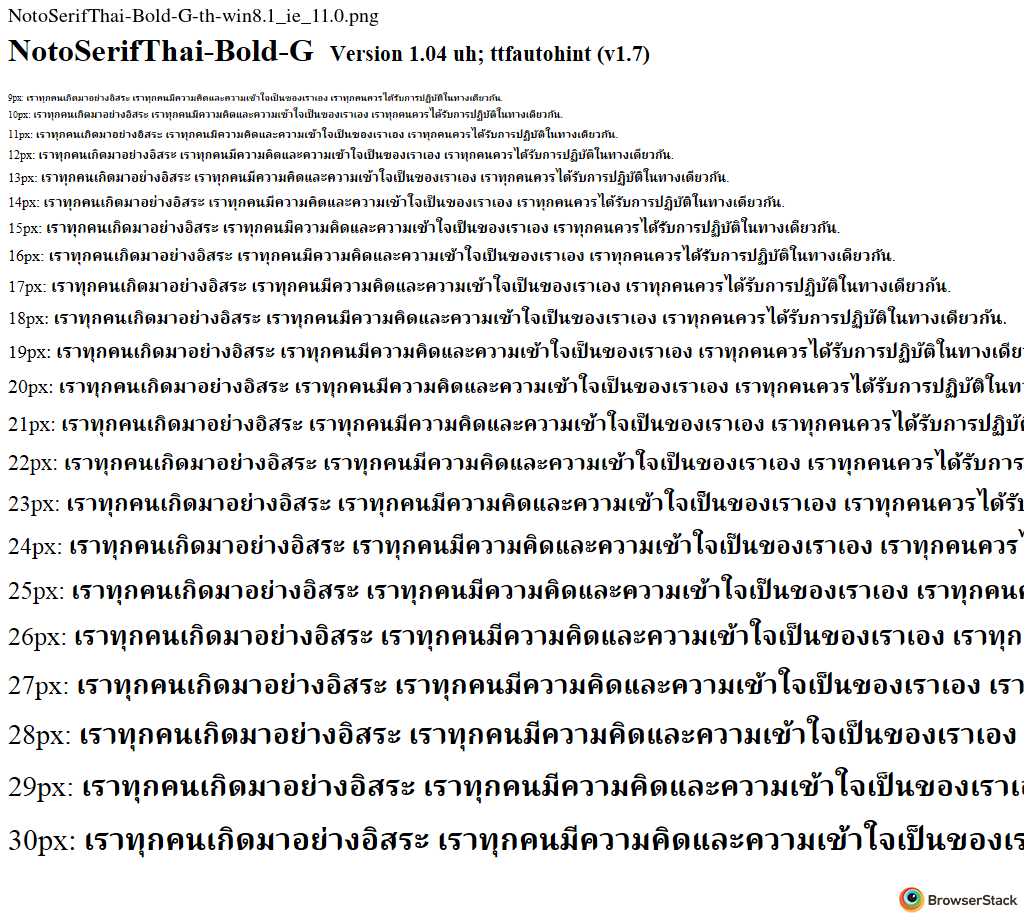 NotoSerifThai-Bold-G-th-win8.1_ie_11.0.png
NotoSerifThai-Bold-G Version 1.04 uh; ttfautohint (v1.7)
9px: เราทุกคนเกิดมาอย่างอิสระ เราทุกคนมีความคิดและความเข้าใจเป็นของเราเอง เราทุกคนควรได้รับการปฏิบัติในทางเดียวกัน.
10px: เราทุกคนเกิดมาอย่างอิสระ เราทุกคนมีความคิดและความเข้าใจเป็นของเราเอง เราทุกคนควรได้รับการปฏิบัติในทางเดียวกัน.
11px: เราทุกคนเกิดมาอย่างอิสระ เราทุกคนมีความคิดและความเข้าใจเป็นของเราเอง เราทุกคนควรได้รับการปฏิบัติในทางเดียวกัน.
12px: เราทุกคนเกิดมาอย่างอิสระ เราทุกคนมีความคิดและความเข้าใจเป็นของเราเอง เราทุกคนควรได้รับการปฏิบัติในทางเดียวกัน.
13px: เราทุกคนเกิดมาอย่างอิสระ เราทุกคนมีความคิดและความเข้าใจเป็นของเราเอง เราทุกคนควรได้รับการปฏิบัติในทางเดียวกัน.
14px: เราทุกคนเกิดมาอย่างอิสระ เราทุกคนมีความคิดและความเข้าใจเป็นของเราเอง เราทุกคนควรได้รับการปฏิบัติในทางเดียวกัน.
15px: เราทุกคนเกิดมาอย่างอิสระ เราทุกคนมีความคิดและความเข้าใจเป็นของเราเอง เราทุกคนควรได้รับการปฏิบัติในทางเดียวกัน.
16px: เราทุกคนเกิดมาอย่างอิสระ เราทุกคนมีความคิดและความเข้าใจเป็นของเราเอง เราทุกคนควรได้รับการปฏิบัติในทางเดียวกัน.
17px: เราทุกคนเกิดมาอย่างอิสระ เราทุกคนมีความคิดและความเข้าใจเป็นของเราเอง เราทุกคนควรได้รับการปฏิบัติในทางเดียวกัน.
18px: เราทุกคนเกิดมาอย่างอิสระ เราทุกคนมีความคิดและความเข้าใจเป็นของเราเอง เราทุกคนควรได้รับการปฏิบัติในทางเดียวกัน.
19px: เราทุกคนเกิดมาอย่างอิสระ เราทุกคนมีความคิดและความเข้าใจเป็นของเราเอง เราทุกคนควรได้รับการปฏิบัติในทางเดีย
20px: เราทุกคนเกิดมาอย่างอิสระ เราทุกคนมีความคิดและความเข้าใจเป็นของเราเอง เราทุกคนควรได้รับการปฏิบัติในท
21px: เราทุกคนเกิดมาอย่างอิสระ เราทุกคนมีความคิดและความเข้าใจเป็นของเราเอง เราทุกคนควรได้รับการปฏิบัติ
22px: เราทุกคนเกิดมาอย่างอิสระ เราทุกคนมีความคิดและความเข้าใจเป็นของเราเอง เราทุกคนควรได้รับการ
23px: เราทุกคนเกิดมาอย่างอิสระ เราทุกคนมีความคิดและความเข้าใจเป็นของเราเอง เราทุกคนควรได้รับ
24px: เราทุกคนเกิดมาอย่างอิสระ เราทุกคนมีความคิดและความเข้าใจเป็นของเราเอง เราทุกคนควร
25px: เราทุกคนเกิดมาอย่างอิสระ เราทุกคนมีความคิดและความเข้าใจเป็นของเราเอง เราทุกคน
26px: เราทุกคนเกิดมาอย่างอิสระ เราทุกคนมีความคิดและความเข้าใจเป็นของเราเอง เราทุก
27px: เราทุกคนเกิดมาอย่างอิสระ เราทุกคนมีความคิดและความเข้าใจเป็นของเราเอง เรา
28px: เราทุกคนเกิดมาอย่างอิสระ เราทุกคนมีความคิดและความเข้าใจเป็นของเราเอง
29px: เราทุกคนเกิดมาอย่างอิสระ เราทุกคนมีความคิดและความเข้าใจเป็นของเราเ
30px: เราทุกคนเกิดมาอย่างอิสระ เราทุกคนมีความคิดและความเข้าใจเป็นของเร
BrowserStack